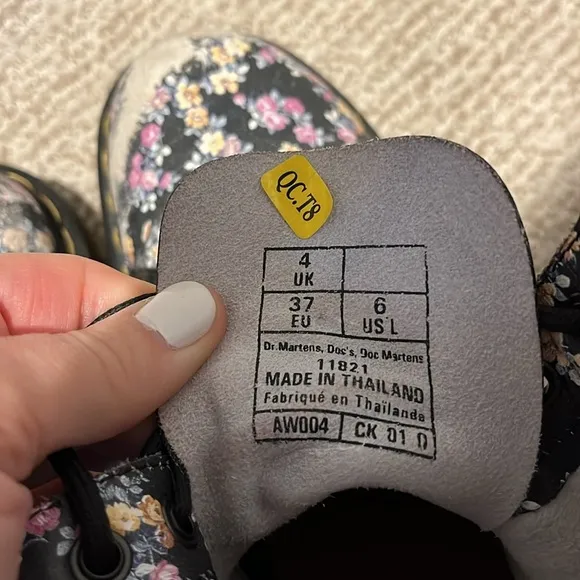 QC.T8
4
UK
37 6
EU US L
Dr.Martens, Doc's, Doc Martens
11821
MADE IN THAILAND
Fabriqué en Thaïlande
AW004 CK 01 0